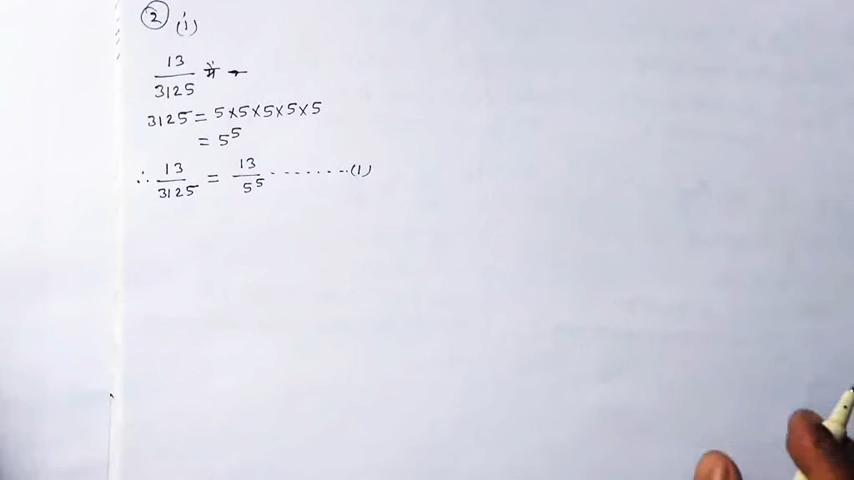 ② (i)
13/3125 में -
3125 = 5×5×5×5×5
= 5⁵
∴ 13/3125 = 13/5⁵ ........(1)